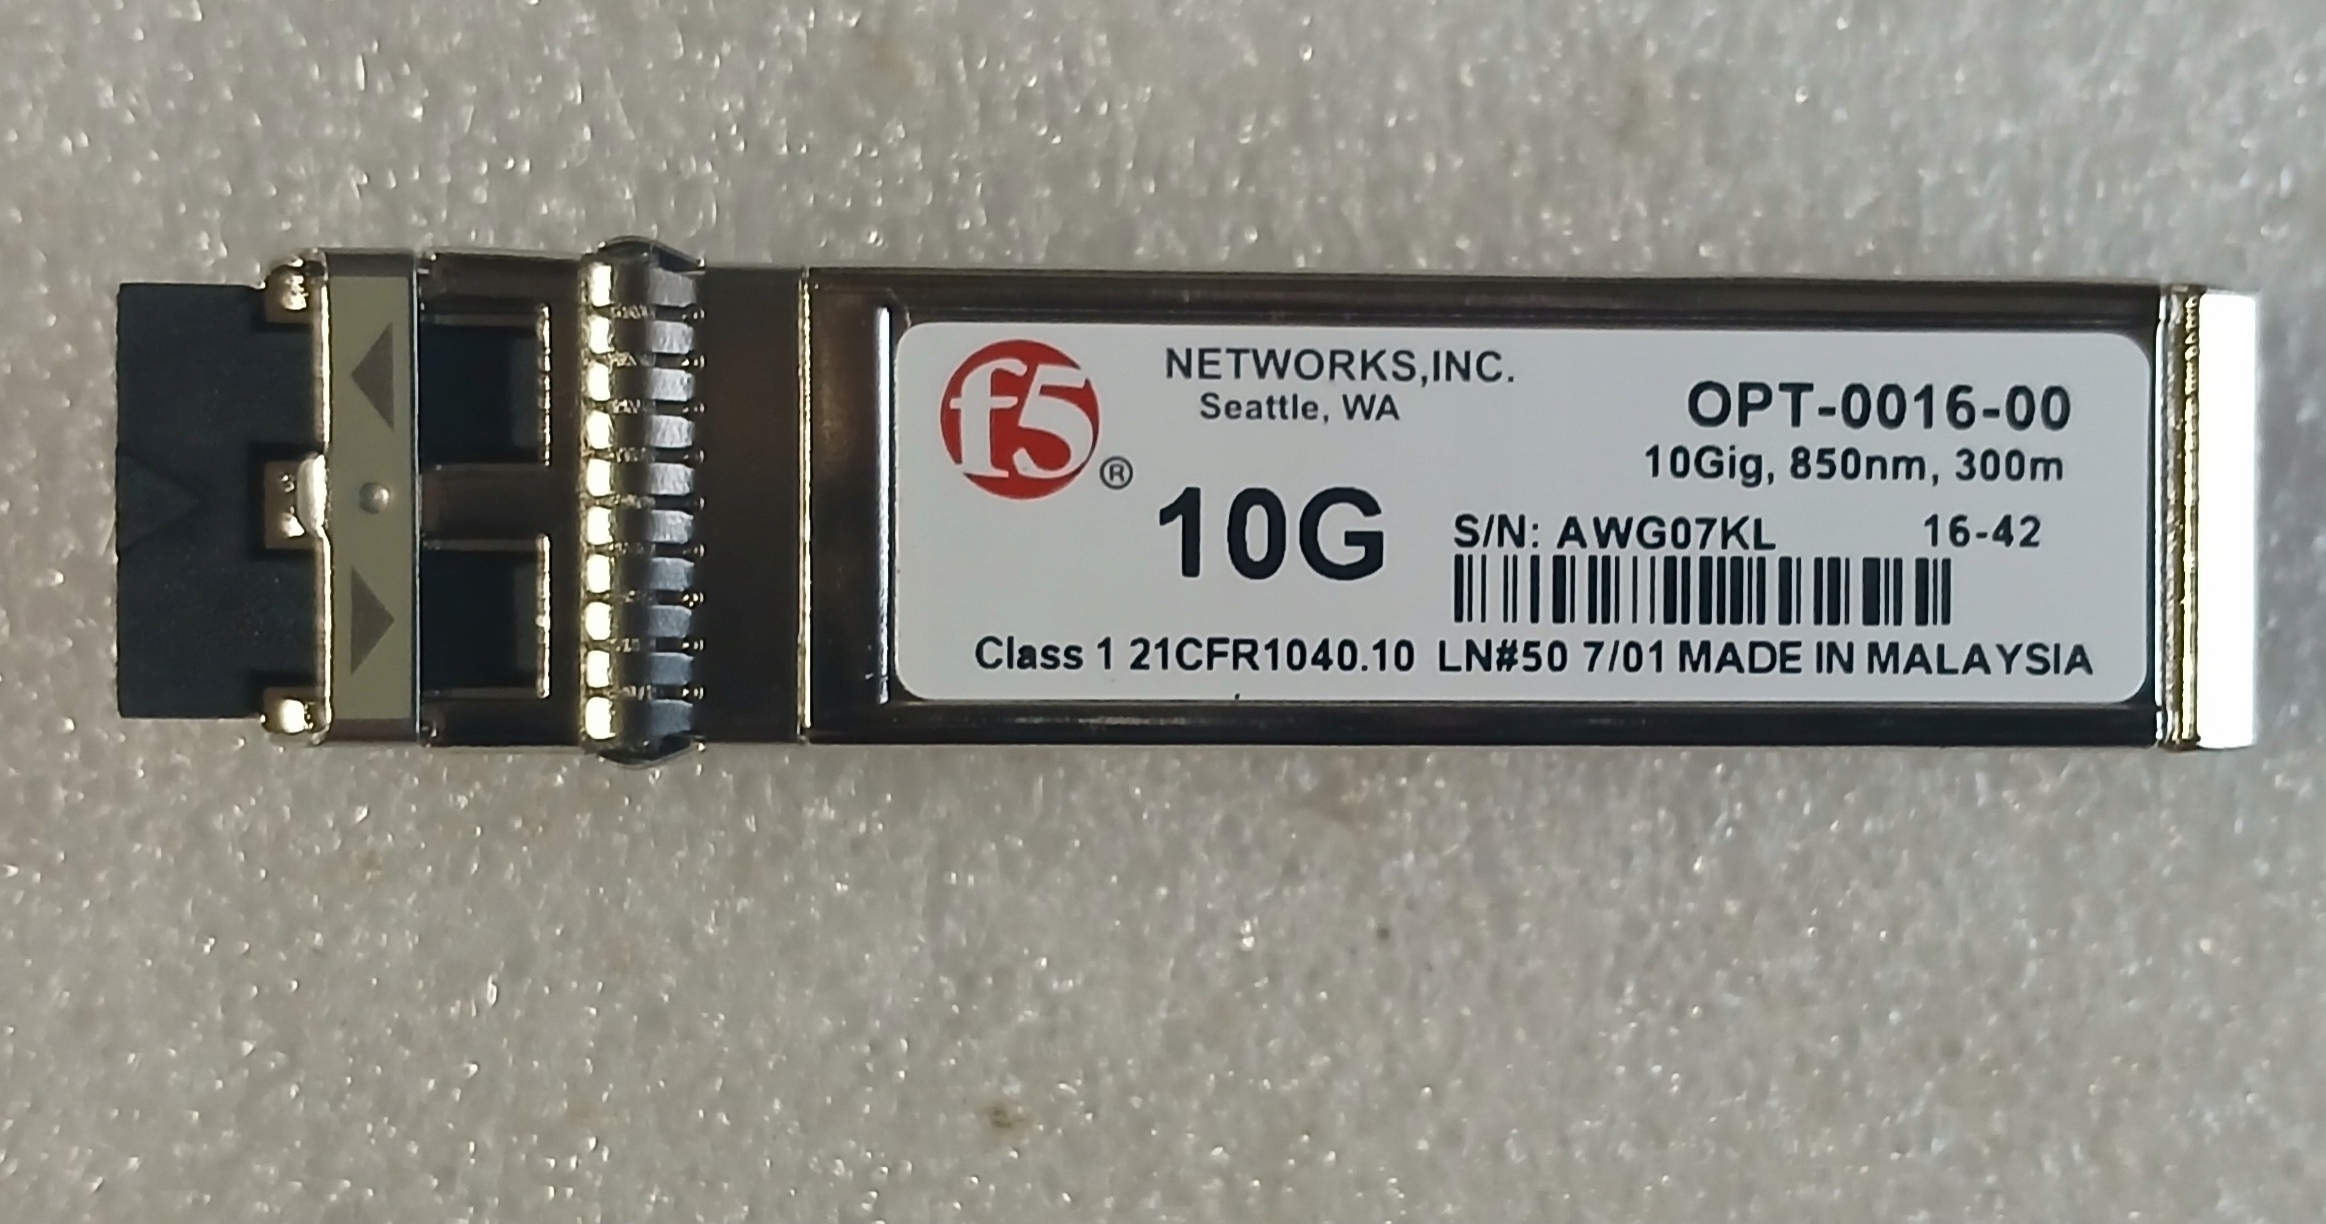 f5®
NETWORKS,INC.
Seattle, WA
OPT-0016-00
10Gig, 850nm, 300m
10G
S/N: AWG07KL 16-42
Class 1 21CFR1040.10 LN#50 7/01 MADE IN MALAYSIA